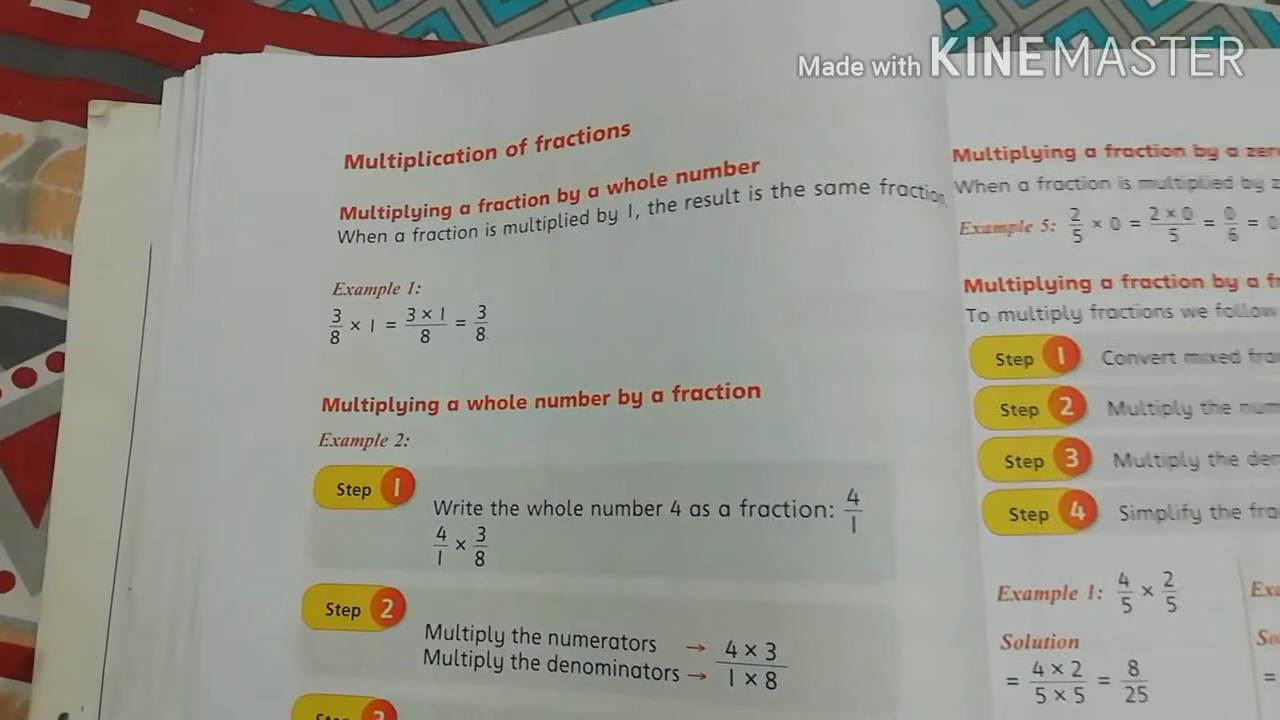 Made with KINEMASTER
Multiplication of fractions
Multiplying a fraction by a whole number
When a fraction is multiplied by 1, the result is the same fraction.
Example 1:
3/8 × 1 = 3 × 1/8 = 3/8
Multiplying a whole number by a fraction
Example 2:
Step 1
Write the whole number 4 as a fraction: 4/1
4/1 × 3/8
Step 2
Multiply the numerators → 4 × 3
Multiply the denominators → 1 × 8
Step 3
Multiplying a fraction by a
When a fraction is multiplied by
Example 5: 2/5 × 0 = 2 × 0/5 = 0/6 = 0
Multiplying a fraction by a
To multiply fractions we follow
Step 1 Convert mixed
Step 2 Multiply the
Step 3 Multiply the
Step 4 Simplify the
Example 1: 4/5 × 2/5
Solution
= 4 × 2/5 × 5 = 8/25
=